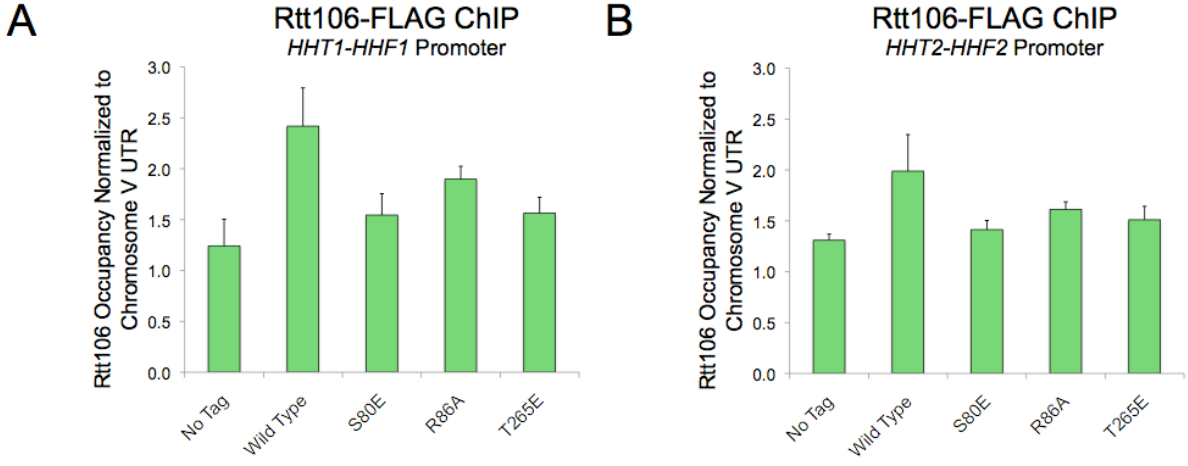 A
Rtt106-FLAG ChIP
HHT1-HHF1 Promoter
Rtt106 Occupancy Normalized to
Chromosome V UTR
3.0
2.5
2.0
1.5
1.0
0.5
0.0
No Tag
Wild Type
S80E
R86A
T265E
B
Rtt106-FLAG ChIP
HHT2-HHF2 Promoter
Rtt106 Occupancy Normalized to
Chromosome V UTR
3.0
2.5
2.0
1.5
1.0
0.5
0.0
No Tag
Wild Type
S80E
R86A
T265E